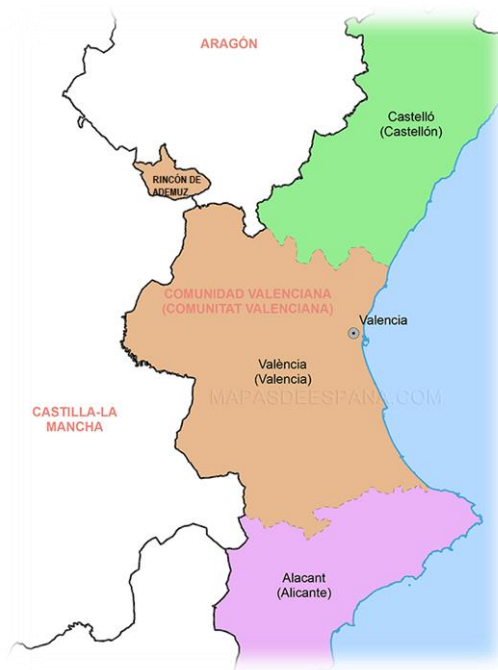 ARAGÓN
Castelló
(Castellón)
RINCÓN DE
ADEMUZ
COMUNIDAD VALENCIANA
(COMUNITAT VALENCIANA)
Valencia
València
(Valencia)
MAPASDEESPANA.COM
CASTILLA-LA
MANCHA
Alacant
(Alicante)